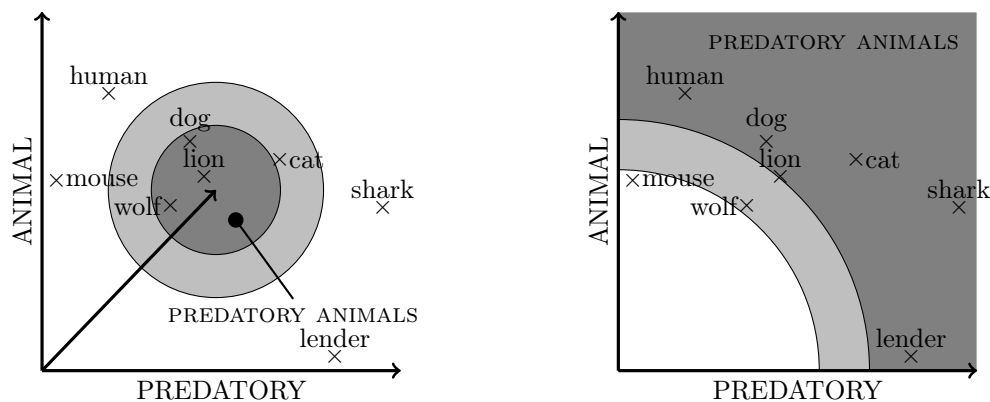 human
dog
lion
cat
mouse
wolf
shark
PREDATORY ANIMALS
lender
ANIMAL
PREDATORY
PREDATORY ANIMALS
human
dog
lion
cat
mouse
wolf
shark
lender
ANIMAL
PREDATORY